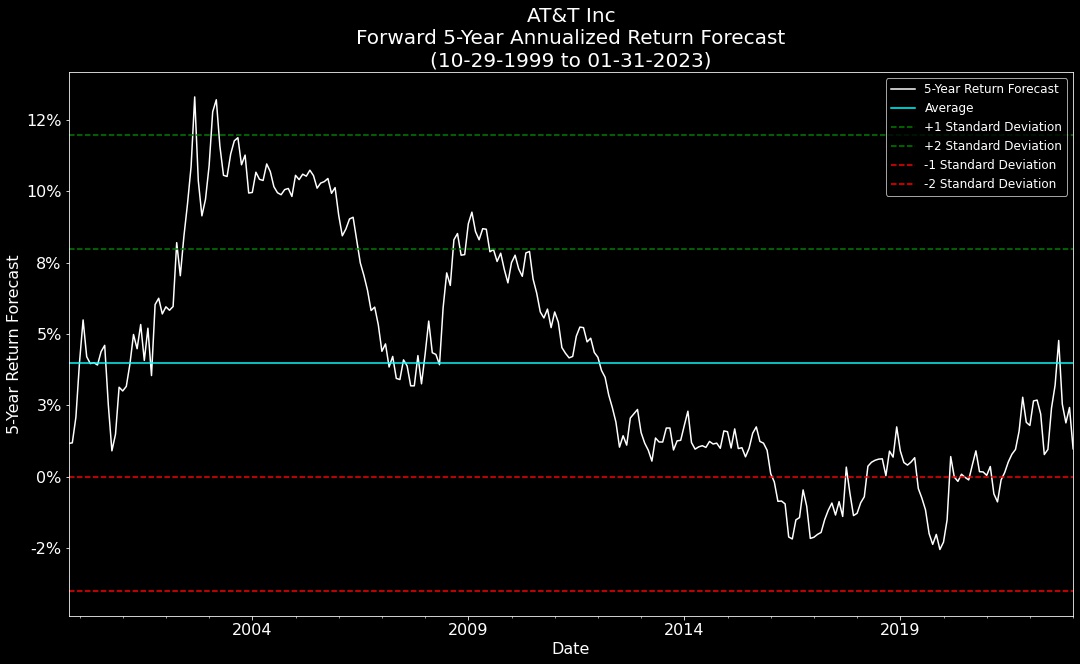 AT&T Inc
Forward 5-Year Annualized Return Forecast
(10-29-1999 to 01-31-2023)
5-Year Return Forecast
Average
+1 Standard Deviation
+2 Standard Deviation
-1 Standard Deviation
-2 Standard Deviation
12%
10%
8%
5%
3%
0%
-2%
5-Year Return Forecast
2004
2009
2014
2019
Date